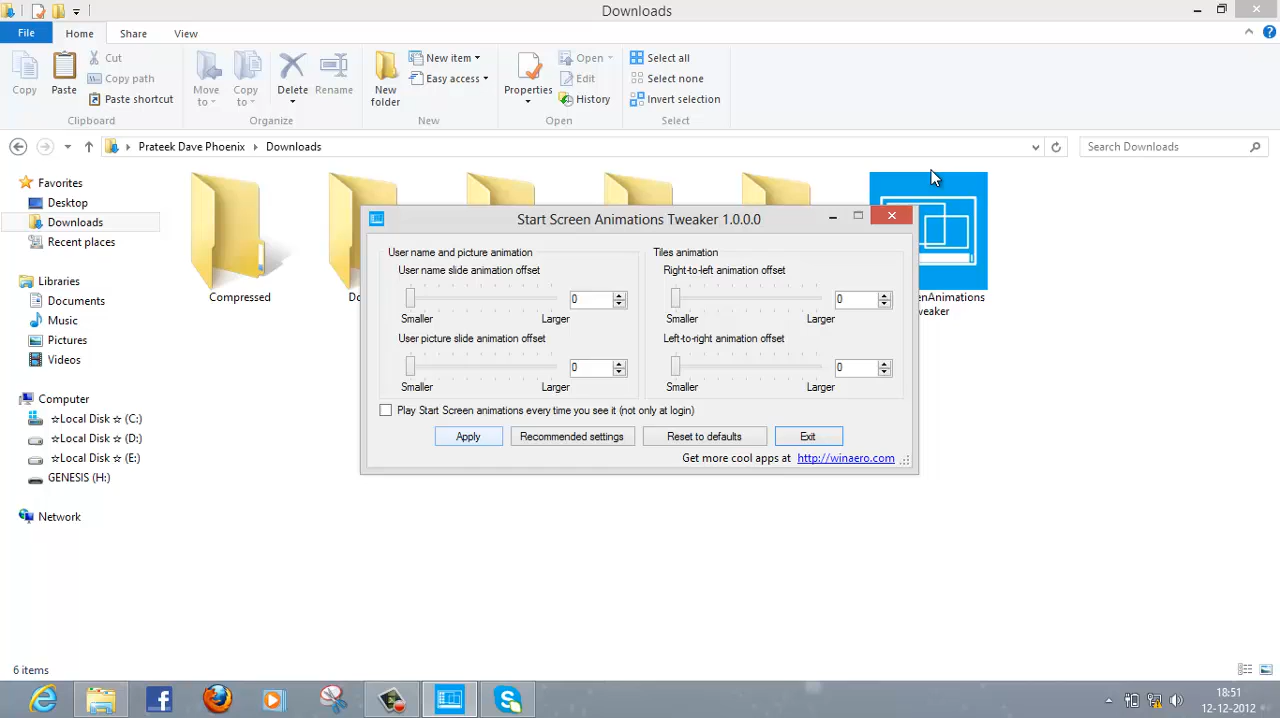 Downloads
File Home Share View
Copy
Paste
Cut
Copy path
Paste shortcut
Clipboard
Move to
Copy to
Delete
Rename
Organize
New folder
New item
Easy access
New
Properties
Open
Edit
History
Open
Select all
Select none
Invert selection
Select
Prateek Dave Phoenix Downloads
Search Downloads
Favorites
Desktop
Downloads
Recent places
Libraries
Documents
Music
Pictures
Videos
Computer
☆Local Disk ☆ (C:)
☆Local Disk ☆ (D:)
☆Local Disk ☆ (E:)
GENESIS (H:)
Network
Compressed
Do
enAnimations
weaker
Start Screen Animations Tweaker 1.0.0.0
User name and picture animation
User name slide animation offset
0
Smaller Larger
User picture slide animation offset
0
Smaller Larger
Tiles animation
Right-to-left animation offset
0
Smaller Larger
Left-to-right animation offset
0
Smaller Larger
Play Start Screen animations every time you see it (not only at login)
Apply Recommended settings Reset to defaults Exit
Get more cool apps at http://winaero.com
6 items
18:51
12-12-2012